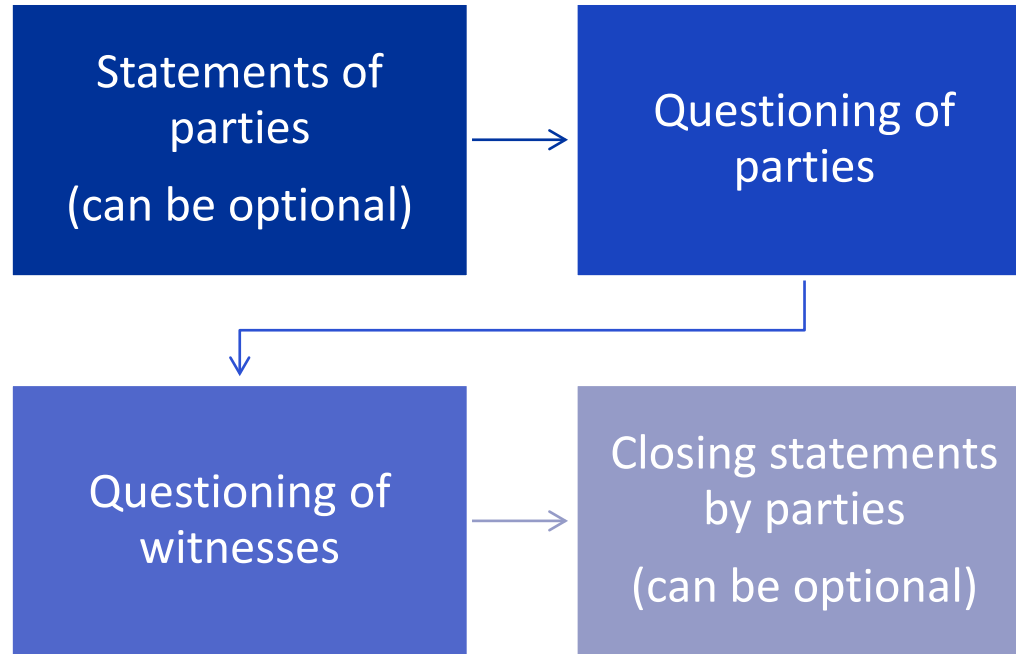 Statements of
parties
(can be optional)
Questioning of
parties
Questioning of
witnesses
Closing statements
by parties
(can be optional)